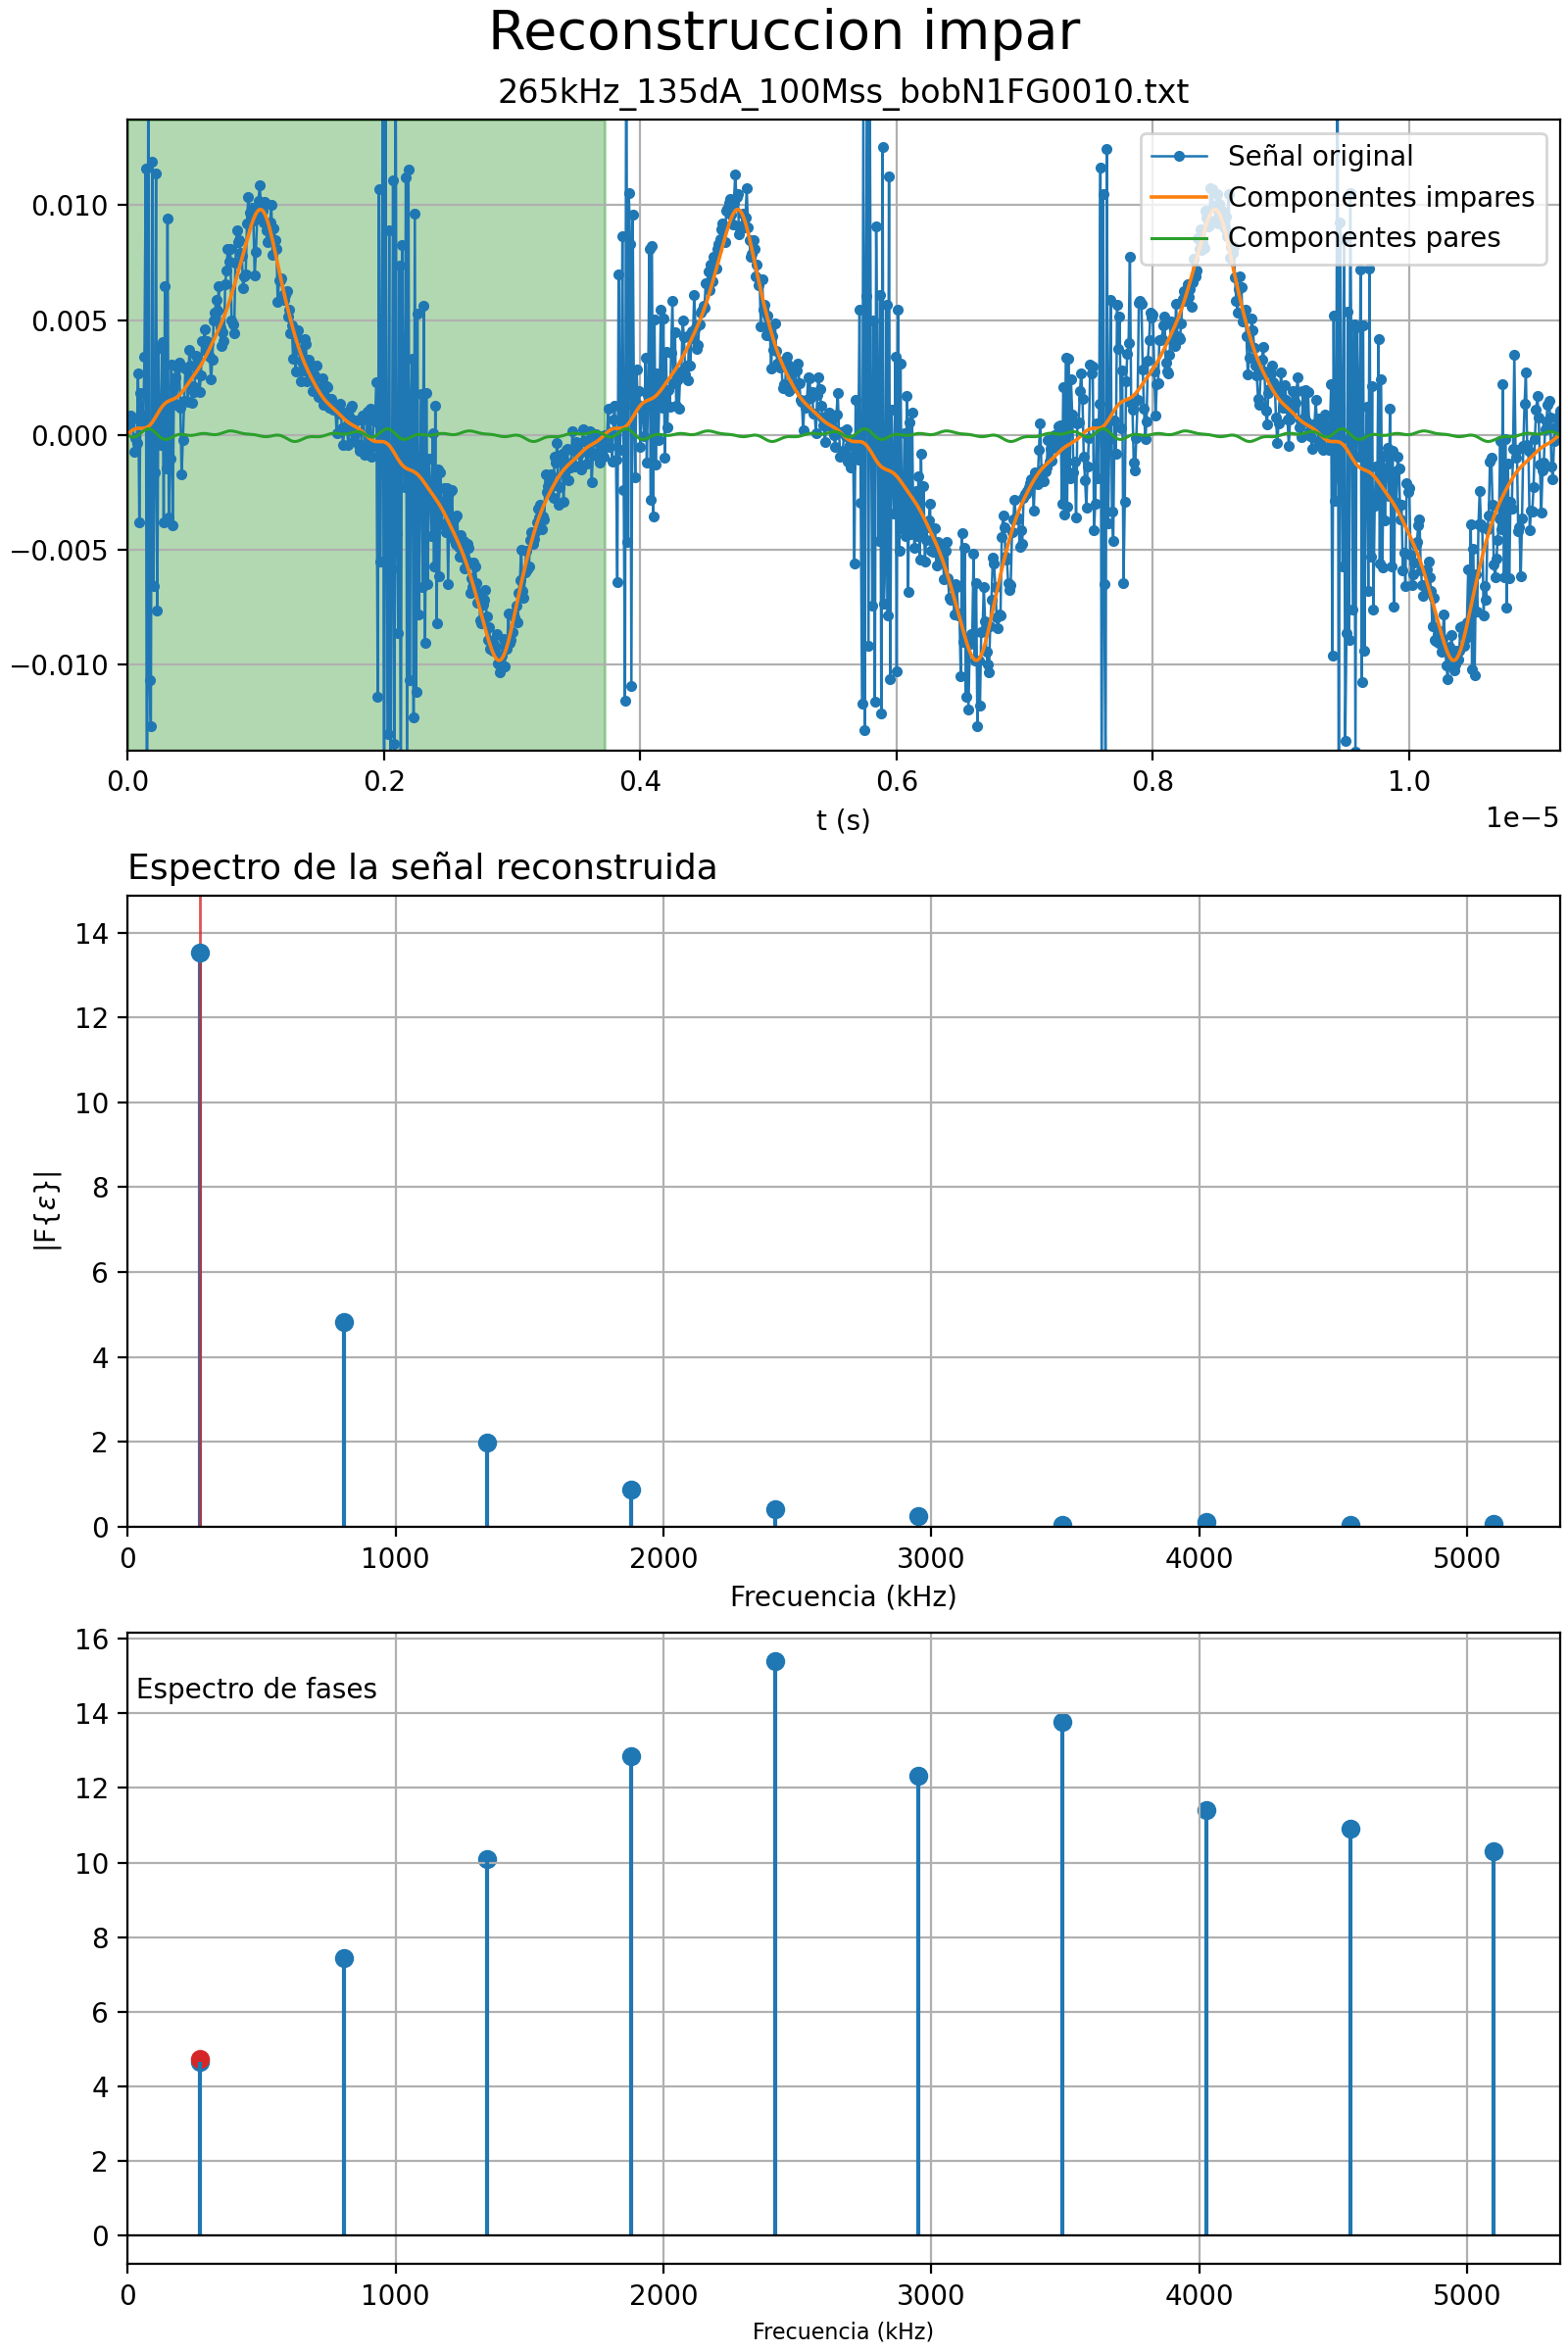 Reconstruccion impar
265kHz_135dA_100Mss_bobN1FG0010.txt
Señal original
Componentes impares
Componentes pares
0.010
0.005
0.000
−0.005
−0.010
0.0 0.2 0.4 0.6 0.8 1.0
1e−5
t (s)
Espectro de la señal reconstruida
14
12
10
8
6
4
2
0
|F{ε}|
0 1000 2000 3000 4000 5000
Frecuencia (kHz)
Espectro de fases
16
14
12
10
8
6
4
2
0
0 1000 2000 3000 4000 5000
Frecuencia (kHz)